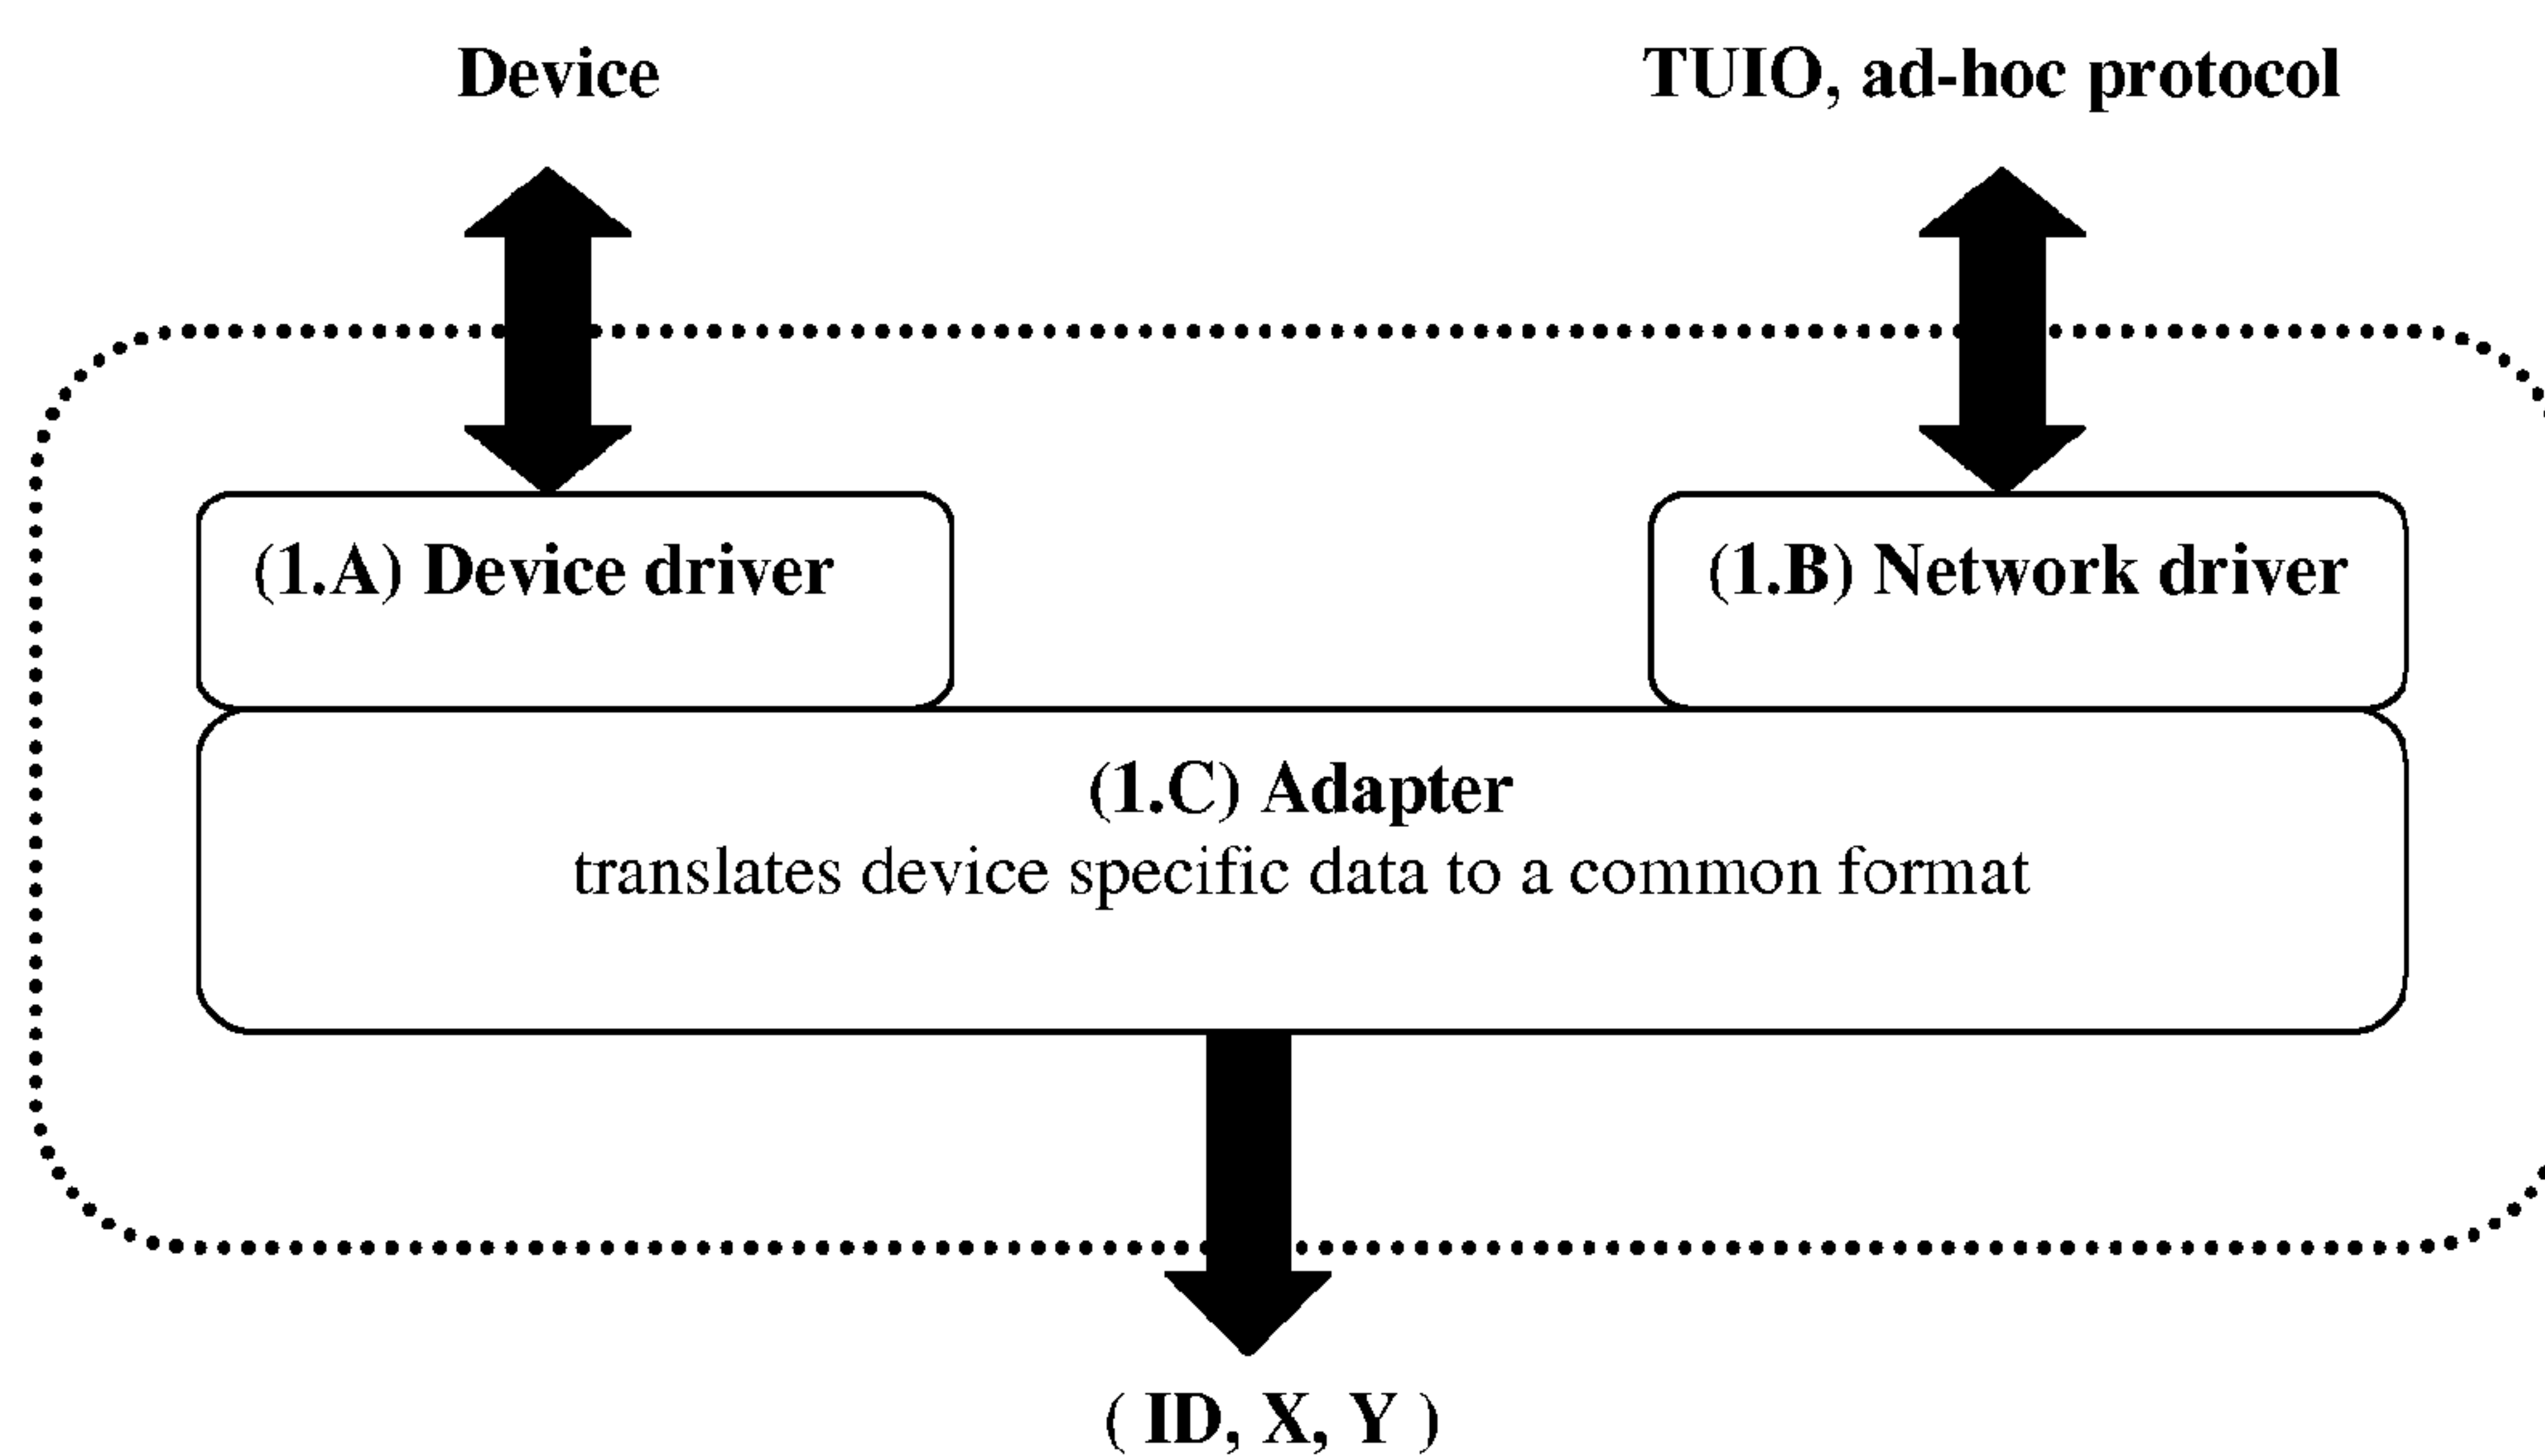 Device
TUIO, ad-hoc protocol
(1.A) Device driver
(1.B) Network driver
(1.C) Adapter
translates device specific data to a common format
( ID, X, Y )